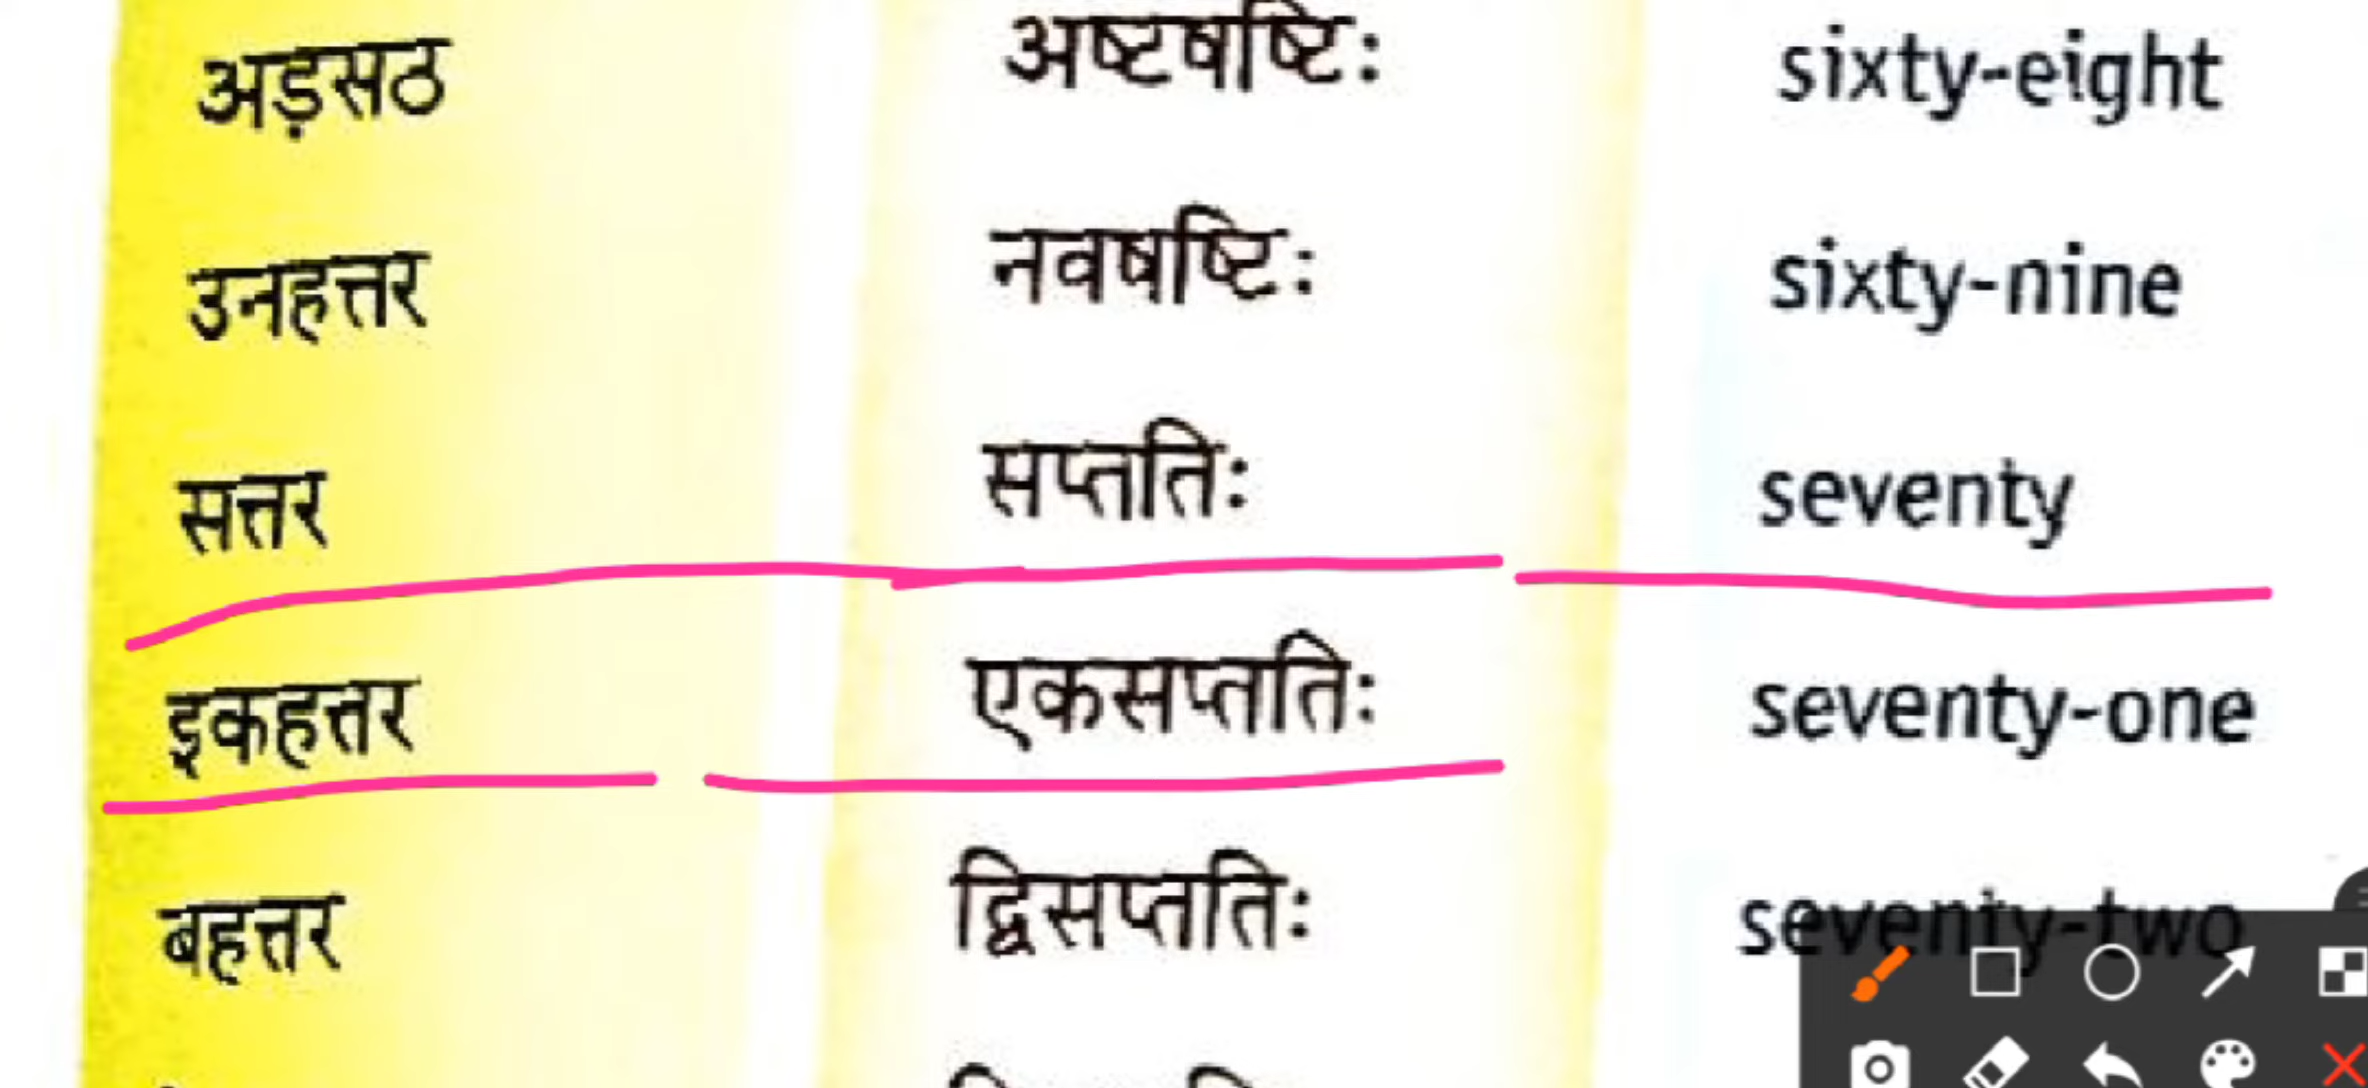 अड़सठ अष्टषष्टिः sixty-eight
उनहत्तर नवषष्टिः sixty-nine
सत्तर सप्ततिः seventy
इकहत्तर एकसप्ततिः seventy-one
बहत्तर द्विसप्ततिः seventy-two